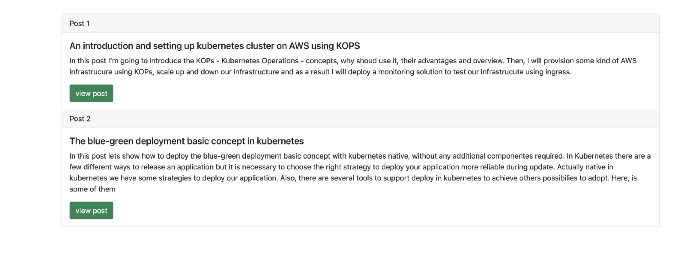 Post 1
An introduction and setting up kubernetes cluster on AWS using KOPS
In this post I'm going to introduce the KOPs - Kubernetes Operations - concepts, why shoud use it, their advantages and overview. Then, I will provision some kind of AWS
infrastrucure using KOPs, scale up and down our infrastructure and as a result I will deploy a monitoring solution to test our infrastrucutre using ingress.
view post
Post 2
The blue-green deployment basic concept in kubernetes
In this post lets show how to deploy the blue-green deployment basic concept with kubernetes native, without any additional componentes required. In Kubernetes there are a
few different ways to release an application but it is necessary to choose the right strategy to deploy your application more reliable during update. Actually native in
kubernetes we have some strategies to deploy our application. Also, there are several tools to support deploy in kubernetes to achieve others possibilies to adopt. Here, is
some of them
view post